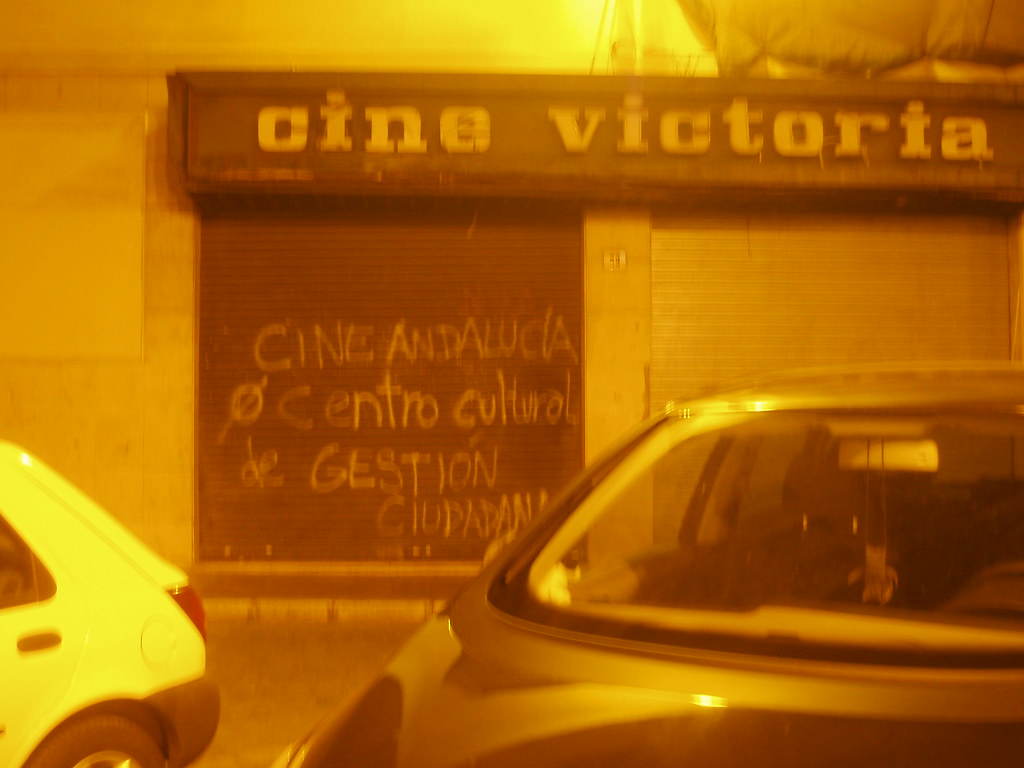 cine victoria
CINE ANDALUCÍA
Ø Centro cultural
de GESTIÓN
CIUDADANA